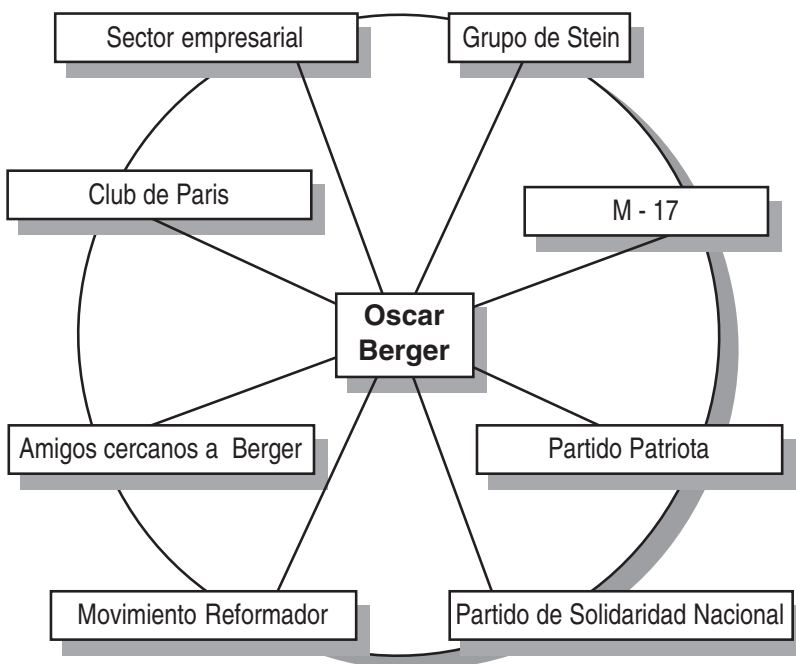 Sector empresarial
Grupo de Stein
Club de Paris
M - 17
Oscar
Berger
Amigos cercanos a Berger
Partido Patriota
Movimiento Reformador
Partido de Solidaridad Nacional